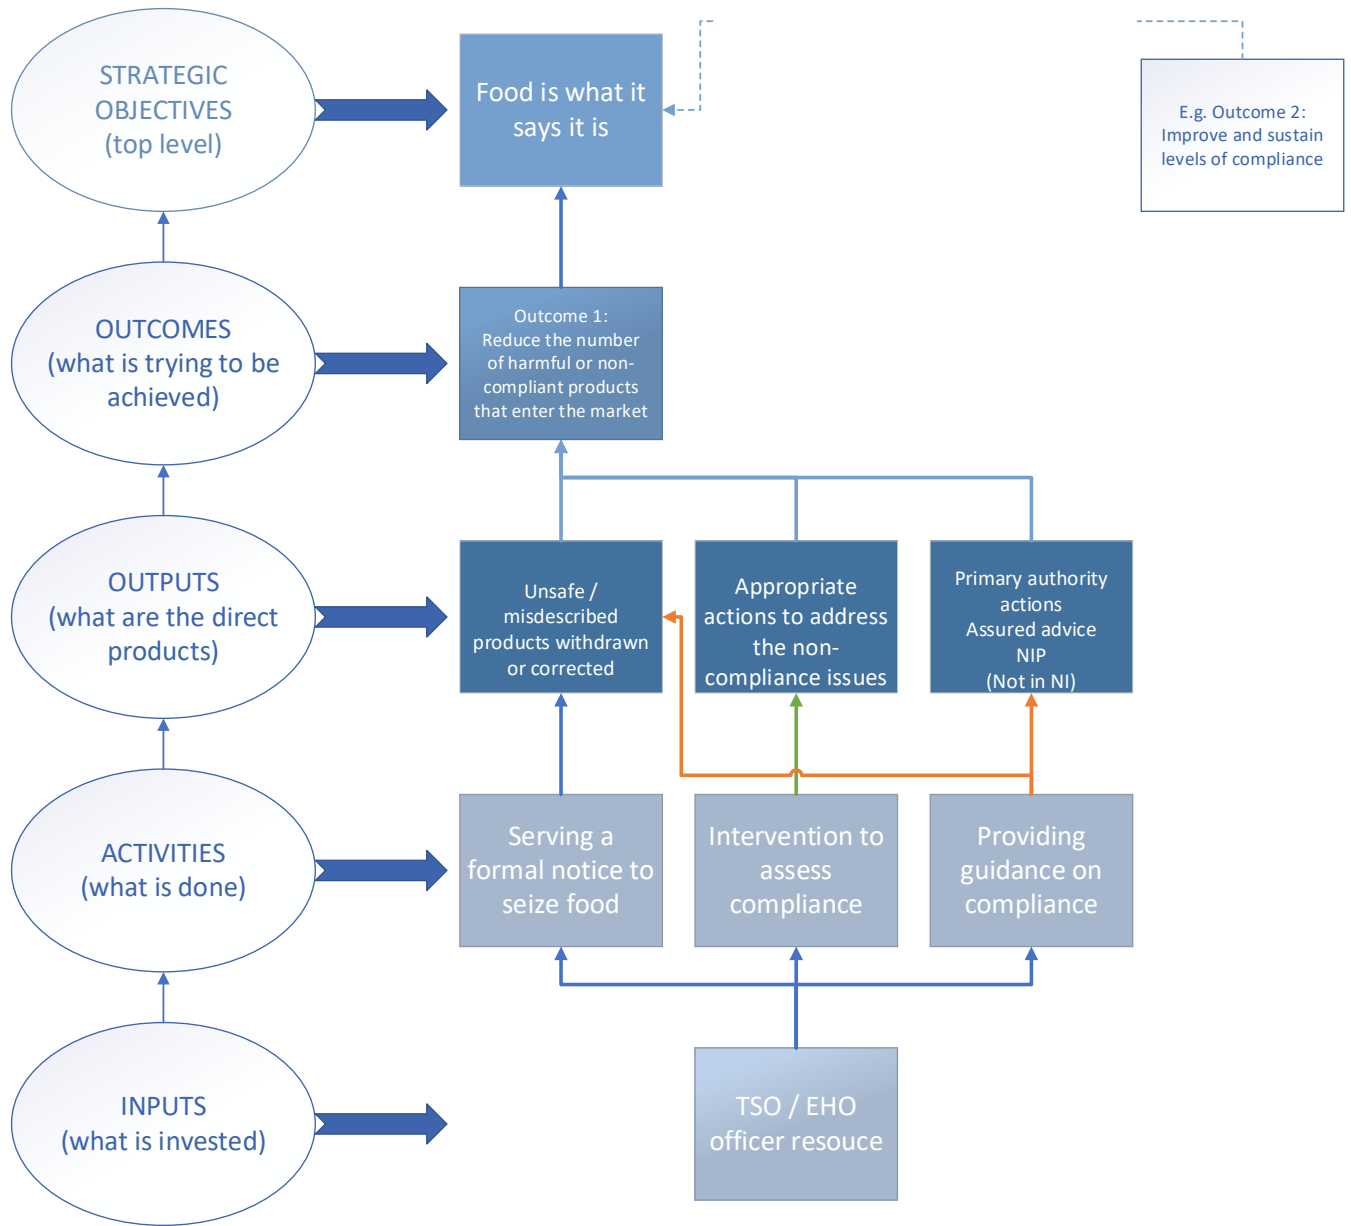 STRATEGIC
OBJECTIVES
(top level)
Food is what it
says it is
E.g. Outcome 2:
Improve and sustain
levels of compliance
OUTCOMES
(what is trying to be
achieved)
Outcome 1:
Reduce the number
of harmful or non-
compliant products
that enter the market
OUTPUTS
(what are the direct
products)
Unsafe /
misdescribed
products withdrawn
or corrected
Appropriate
actions to address
the non-
compliance issues
Primary authority
actions
Assured advice
NIP
(Not in NI)
ACTIVITIES
(what is done)
Serving a
formal notice to
seize food
Intervention to
assess
compliance
Providing
guidance on
compliance
INPUTS
(what is invested)
TSO / EHO
officer resouce